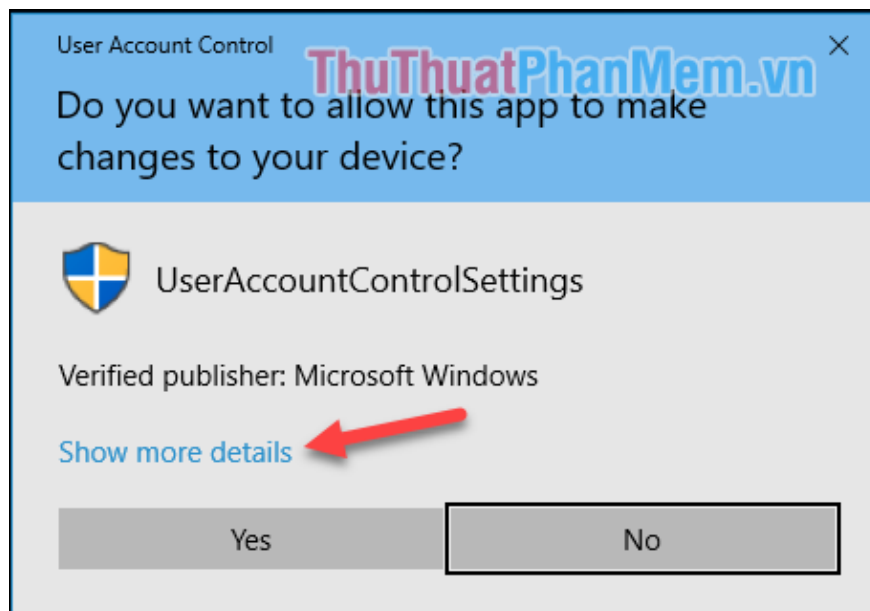 User Account Control
ThuThuatPhanMem.vn
Do you want to allow this app to make
changes to your device?
UserAccountControlSettings
Verified publisher: Microsoft Windows
Show more details
Yes
No